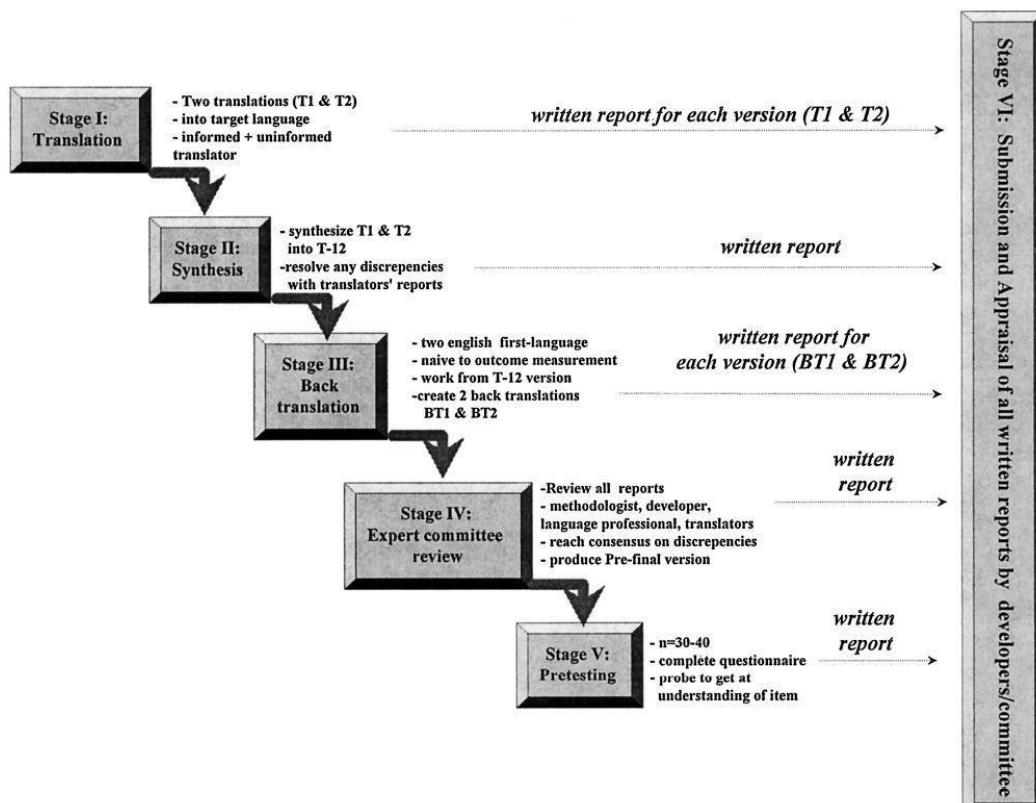 Stage I:
Translation
- Two translations (T1 & T2)
- into target language
- informed + uninformed
translator
written report for each version (T1 & T2)
Stage II:
Synthesis
- synthesize T1 & T2
into T-12
-resolve any discrepencies
with translators' reports
written report
Stage III:
Back
translation
- two english first-language
- naive to outcome measurement
- work from T-12 version
-create 2 back translations
BT1 & BT2
written report for
each version (BT1 & BT2)
Stage IV:
Expert committee
review
-Review all reports
- methodologist, developer,
language professional, translators
- reach consensus on discrepencies
- produce Pre-final version
written
report
Stage V:
Pretesting
- n=30-40
- complete questionnaire
- probe to get at
understanding of item
written
report
Stage VI: Submission and Appraisal of all written reports by developers/committee